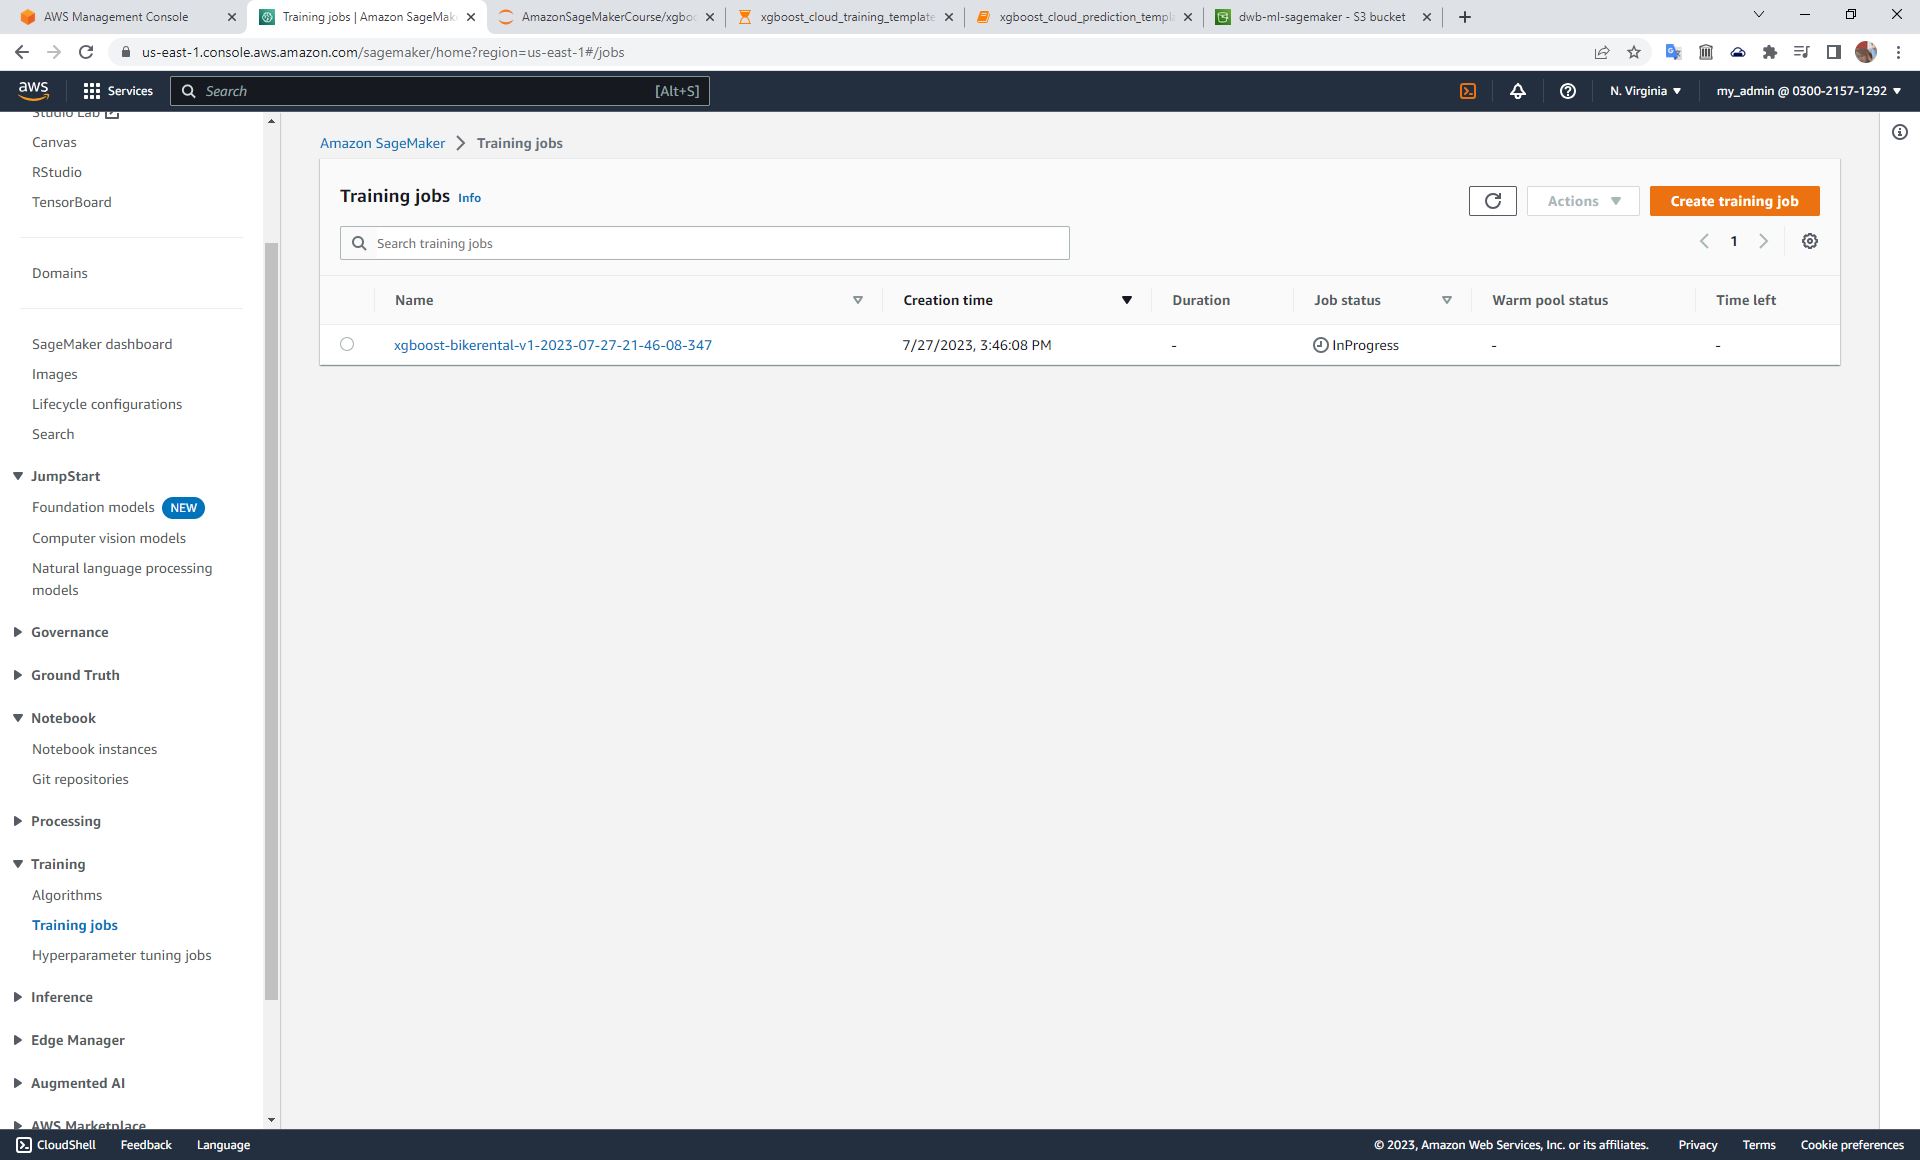 AWS Management Console
Training jobs | Amazon SageMak
AmazonSageMakerCourse/xgboo
xgboost_cloud_training_template
xgboost_cloud_prediction_templa
dwb-ml-sagemaker - S3 bucket
us-east-1.console.aws.amazon.com/sagemaker/home?region=us-east-1#/jobs
aws
Services
Search
[Alt+S]
N. Virginia
my_admin @ 0300-2157-1292
Studio Lab
Canvas
RStudio
TensorBoard
Domains
SageMaker dashboard
Images
Lifecycle configurations
Search
JumpStart
Foundation models NEW
Computer vision models
Natural language processing
models
Governance
Ground Truth
Notebook
Notebook instances
Git repositories
Processing
Training
Algorithms
Training jobs
Hyperparameter tuning jobs
Inference
Edge Manager
Augmented AI
AWS Marketplace
Amazon SageMaker
Training jobs
Training jobs Info
Actions
Create training job
Search training jobs
1
Name
Creation time
Duration
Job status
Warm pool status
Time left
xgboost-bikerental-v1-2023-07-27-21-46-08-347
7/27/2023, 3:46:08 PM
-
InProgress
-
-
CloudShell
Feedback
Language
© 2023, Amazon Web Services, Inc. or its affiliates.
Privacy
Terms
Cookie preferences